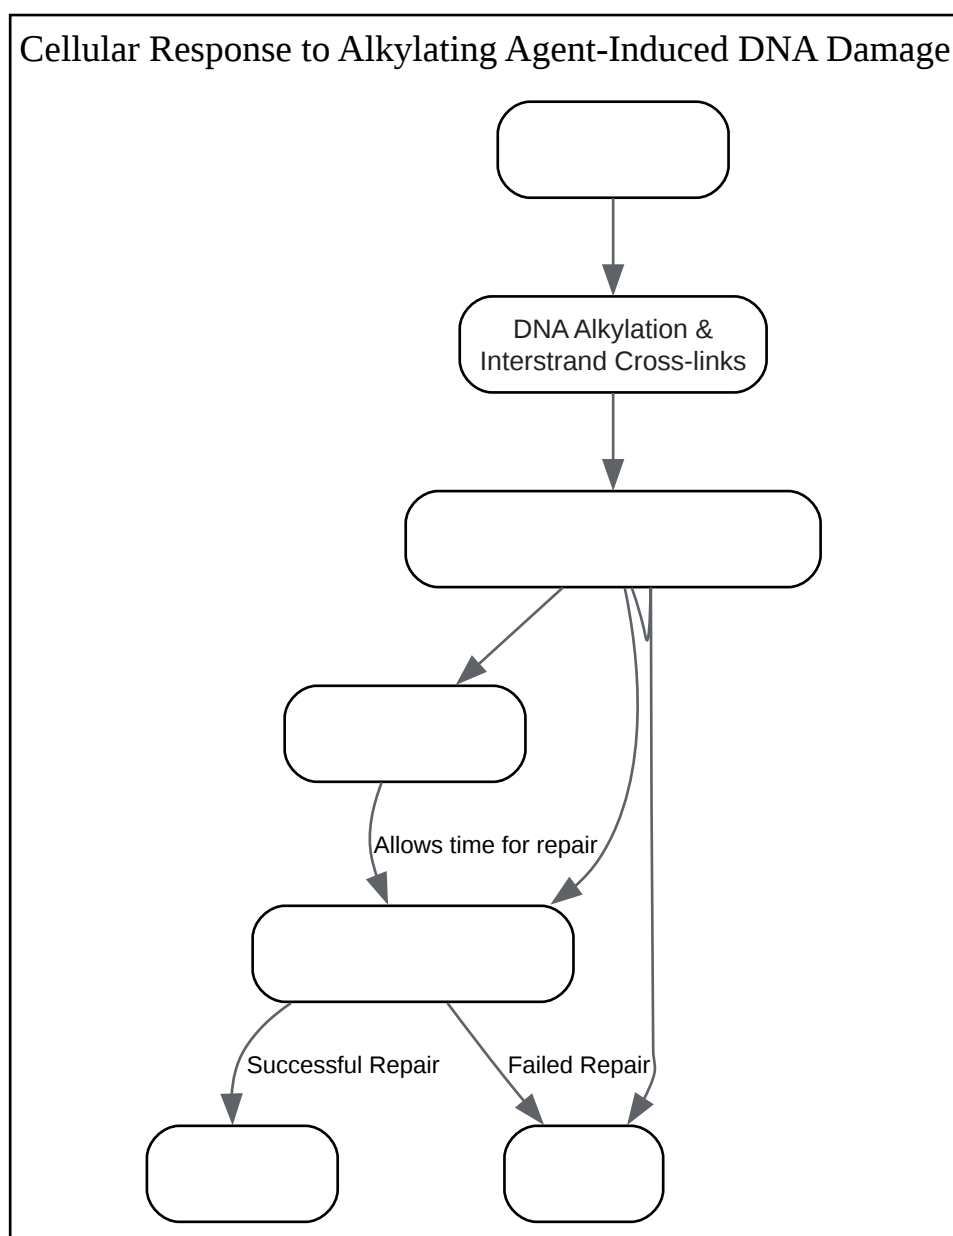 Cellular Response to Alkylating Agent-Induced DNA Damage
DNA Alkylation &
Interstrand Cross-links
Allows time for repair
Successful Repair
Failed Repair